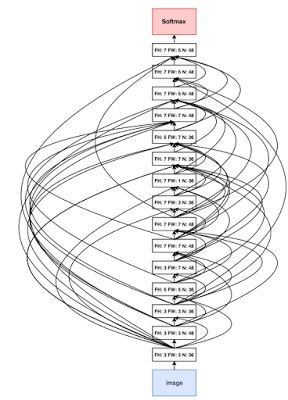 Softmax
FH: 7 FW: 5 N: 48
FH: 7 FW: 5 N: 48
FH: 7 FW: 5 N: 48
FH: 7 FW: 7 N: 48
FH: 5 FW: 7 N: 36
FH: 7 FW: 7 N: 36
FH: 7 FW: 1 N: 36
FH: 7 FW: 3 N: 36
FH: 7 FW: 7 N: 48
FH: 7 FW: 7 N: 48
FH: 3 FW: 7 N: 48
FH: 5 FW: 5 N: 36
FH: 3 FW: 3 N: 36
FH: 3 FW: 3 N: 48
FH: 3 FW: 3 N: 36
Image